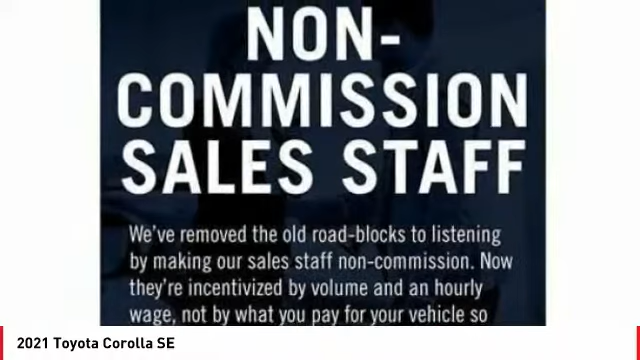 NON-
COMMISSION
SALES STAFF
We've removed the old road-blocks to listening
by making our sales staff non-commission. Now
they're incentivized by volume and an hourly
wage, not by what you pay for your vehicle so
2021 Toyota Corolla SE